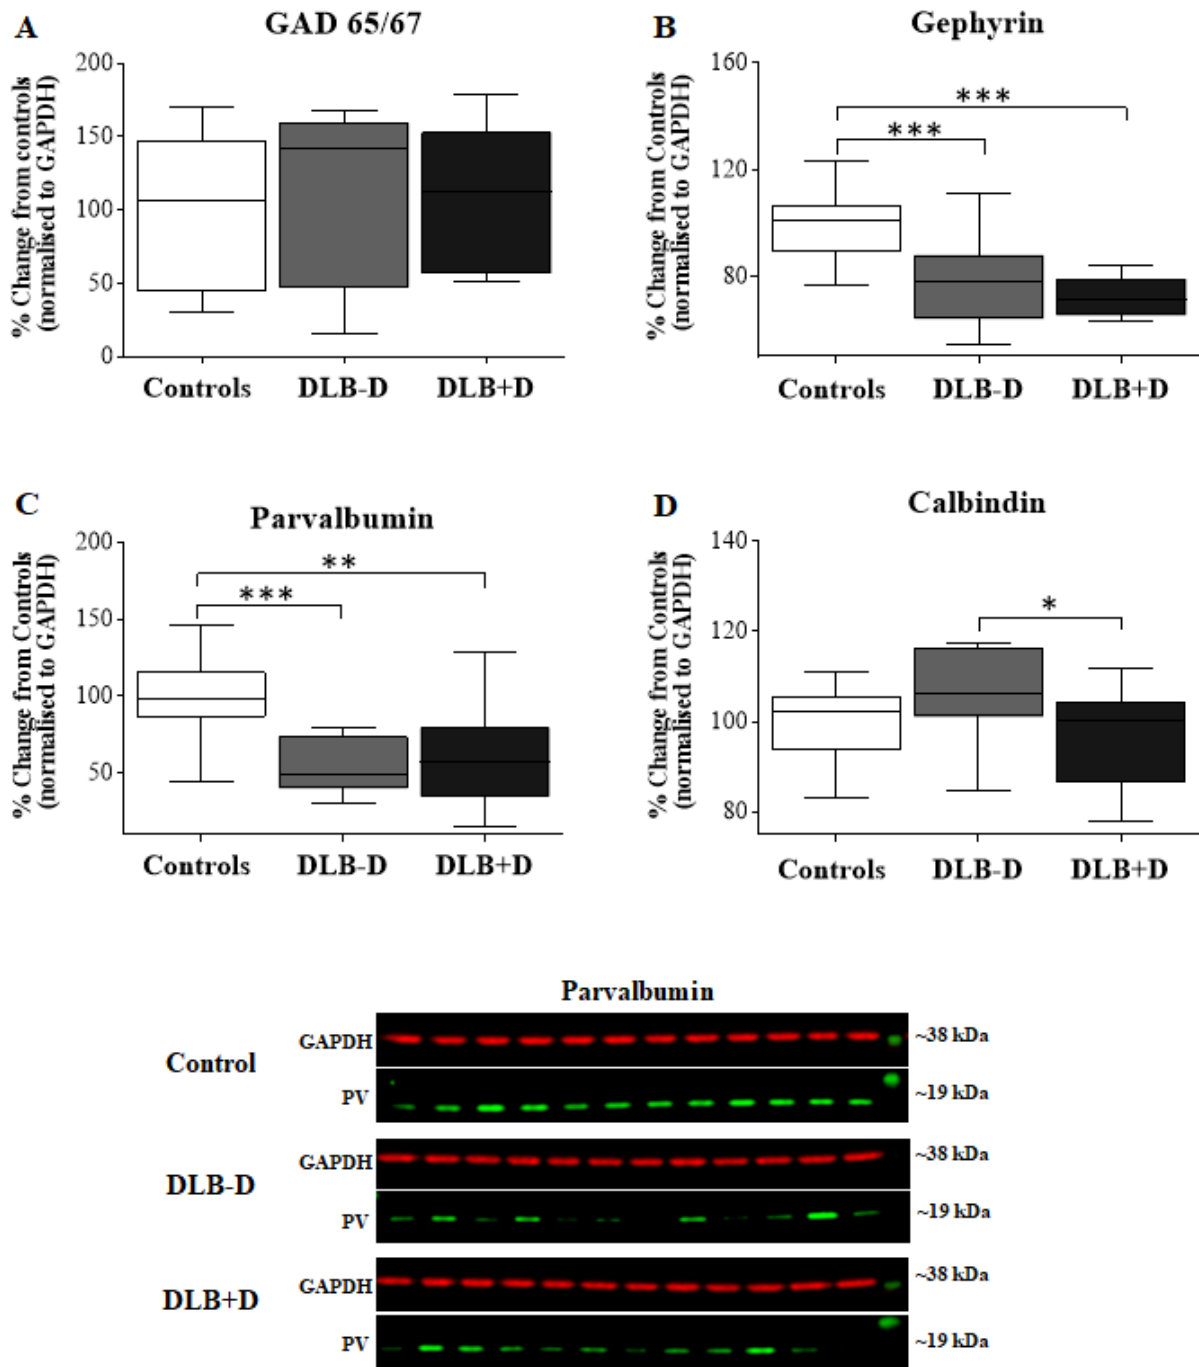 A
GAD 65/67
% Change from controls
(normalised to GAPDH)
200
150
100
50
0
Controls
DLB-D
DLB+D
B
Gephyrin
% Change from Controls
(normalised to GAPDH)
160
120
80
***
***
Controls
DLB-D
DLB+D
C
Parvalbumin
% Change from Controls
(normalised to GAPDH)
200
150
100
50
**
***
Controls
DLB-D
DLB+D
D
Calbindin
% Change from Controls
(normalised to GAPDH)
140
120
100
80
*
Controls
DLB-D
DLB+D
Parvalbumin
Control
GAPDH
~38 kDa
PV
~19 kDa
DLB-D
GAPDH
~38 kDa
PV
~19 kDa
DLB+D
GAPDH
~38 kDa
PV
~19 kDa